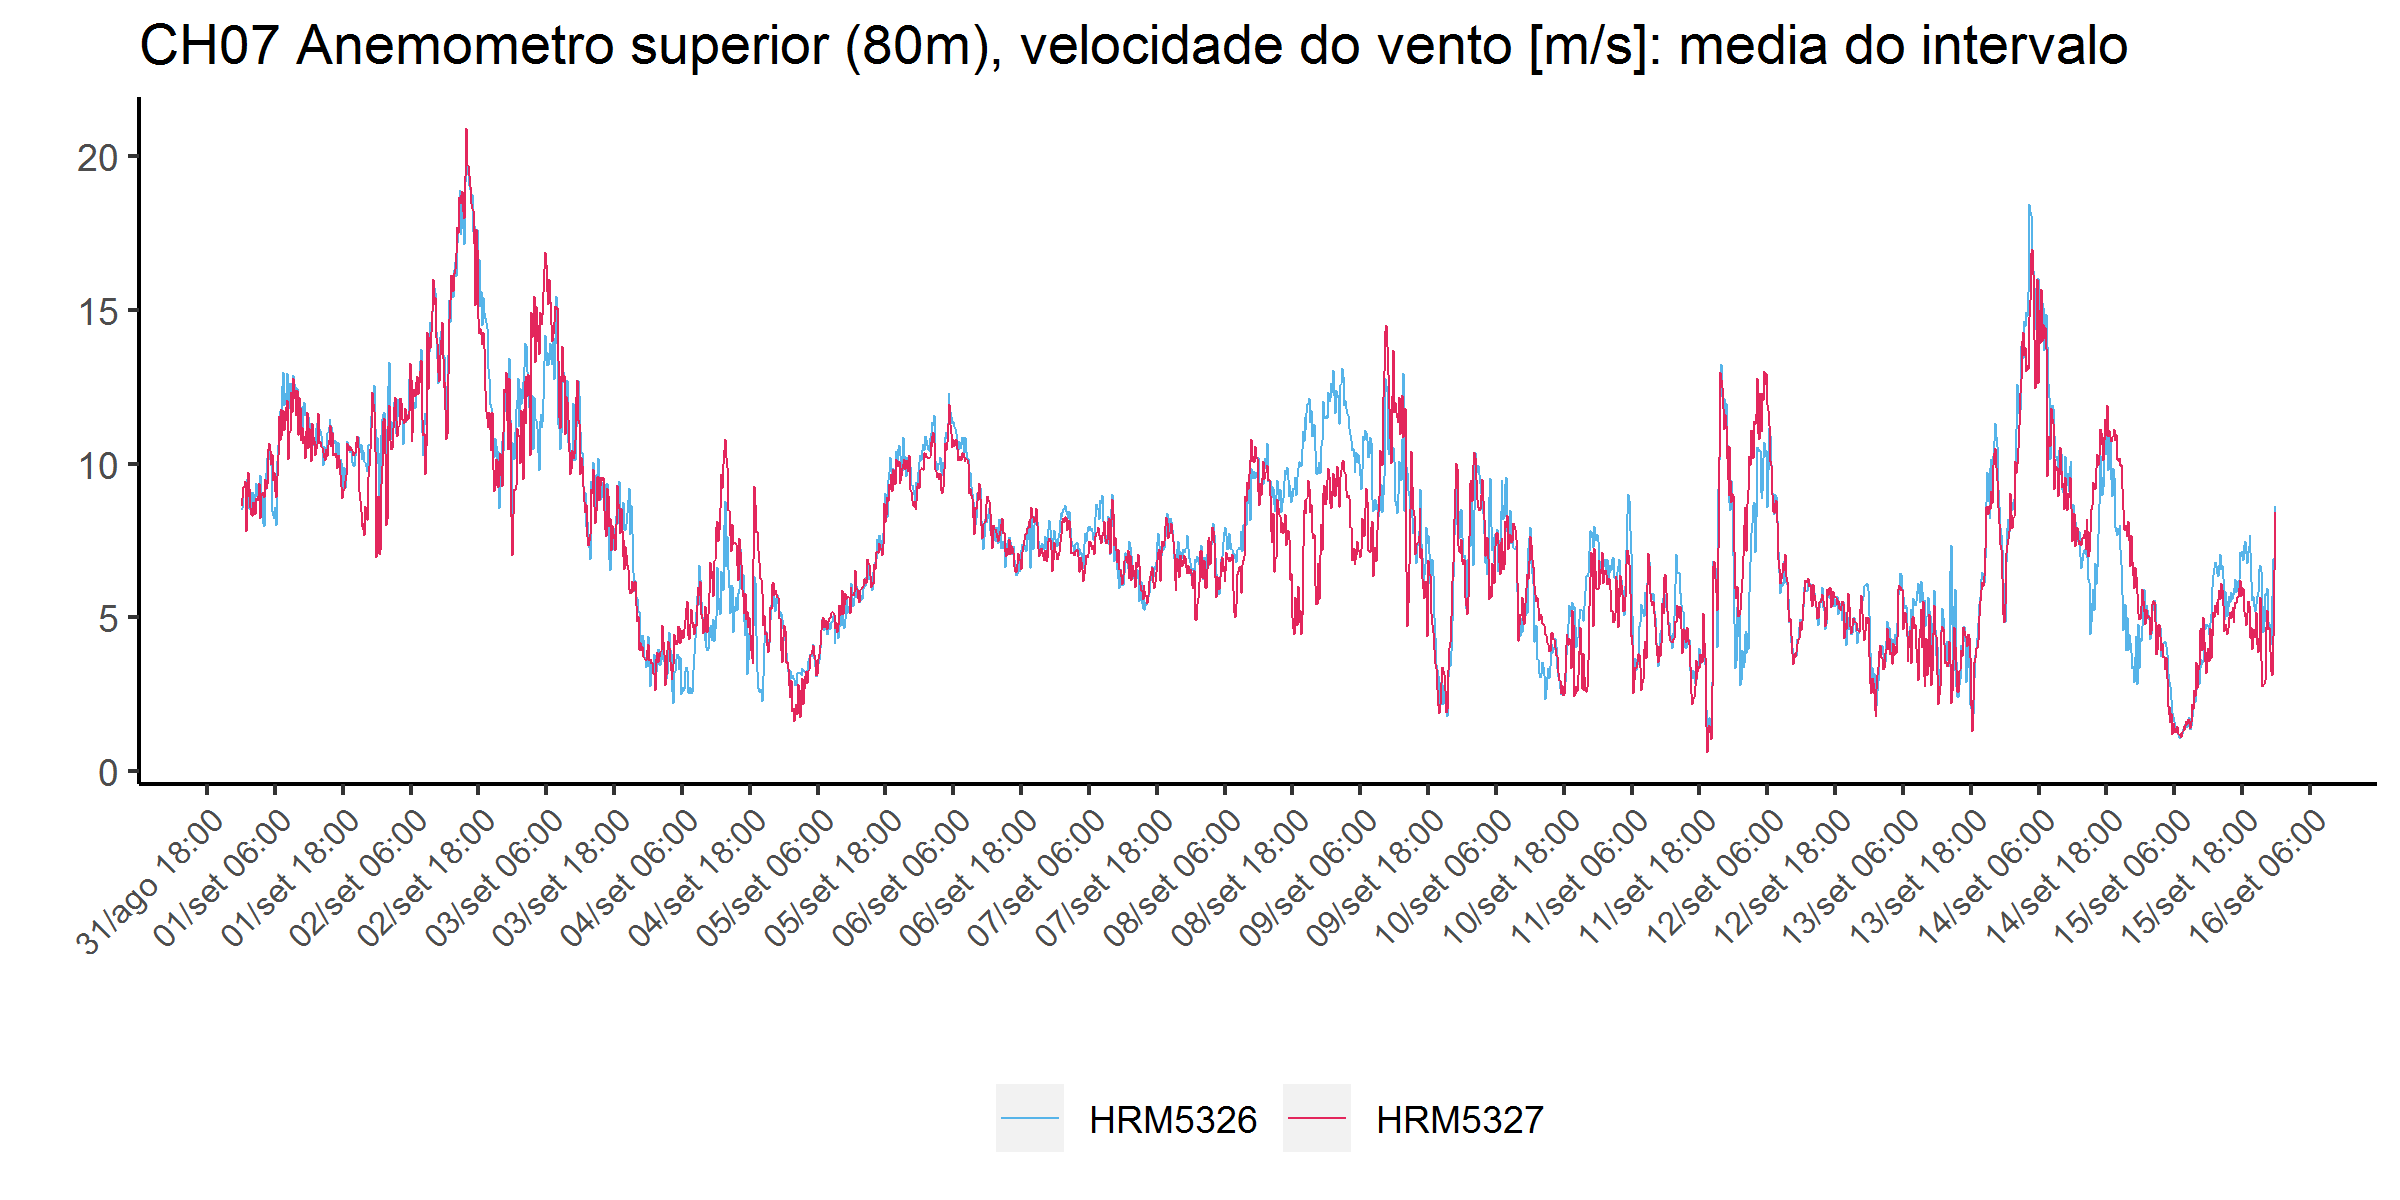 CH07 Anemometro superior (80m), velocidade do vento [m/s]: media do intervalo
20
15
10
5
0
31/ago 18:00
01/set 06:00
01/set 18:00
02/set 06:00
02/set 18:00
03/set 06:00
03/set 18:00
04/set 06:00
04/set 18:00
05/set 06:00
05/set 18:00
06/set 06:00
06/set 18:00
07/set 06:00
07/set 18:00
08/set 06:00
08/set 18:00
09/set 06:00
09/set 18:00
10/set 06:00
10/set 18:00
11/set 06:00
11/set 18:00
12/set 06:00
12/set 18:00
13/set 06:00
13/set 18:00
14/set 06:00
14/set 18:00
15/set 06:00
15/set 18:00
16/set 06:00
HRM5326
HRM5327